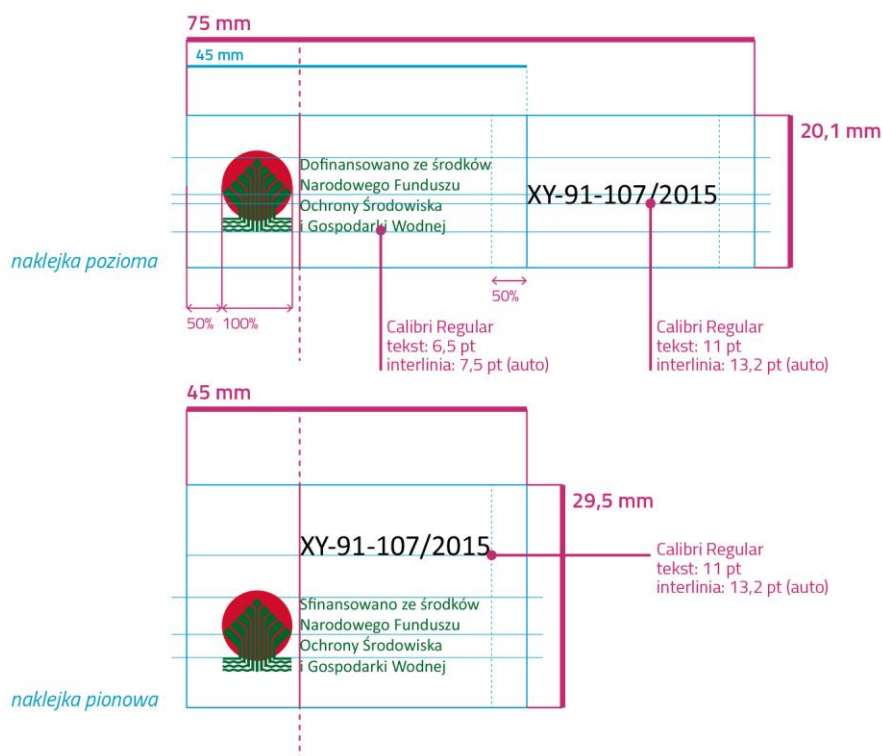 75 mm
45 mm
20,1 mm
Dofinansowano ze środków
Narodowego Funduszu
Ochrony Środowiska
i Gospodarki Wodnej
XY-91-107/2015
naklejka pozioma
50% 100%
50%
Calibri Regular
tekst: 6,5 pt
interlinia: 7,5 pt (auto)
Calibri Regular
tekst: 11 pt
interlinia: 13,2 pt (auto)
45 mm
29,5 mm
XY-91-107/2015
Calibri Regular
tekst: 11 pt
interlinia: 13,2 pt (auto)
Sfinansowano ze środków
Narodowego Funduszu
Ochrony Środowiska
i Gospodarki Wodnej
naklejka pionowa